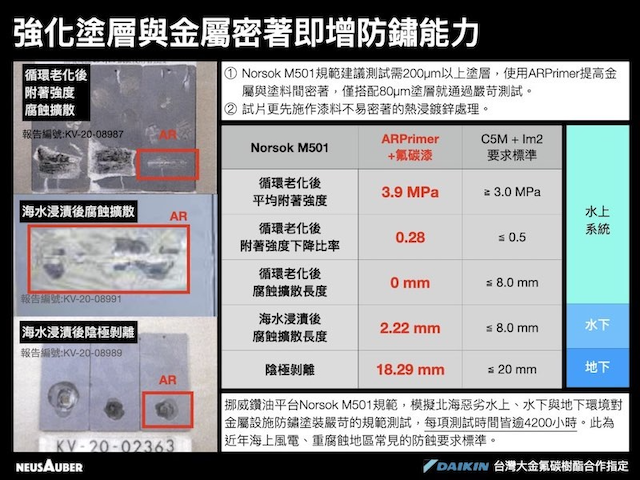 強化塗層與金屬密著即增防鏽能力
循環老化後
附著強度
腐蝕擴散
報告編號:KV-20-08987
AR
海水浸漬後腐蝕擴散
AR
報告編號:KV-20-08991
海水浸漬後陰極剝離
報告編號:KV-20-08989
AR
KV-20-02363
① Norsok M501規範建議測試需200μm以上塗層，使用ARPrimer提高金
屬與塗料間密著，僅搭配80μm塗層就通過嚴苛測試。
② 試片更先施作漆料不易密著的熱浸鍍鋅處理。
Norsok M501
ARPrimer
+氟碳漆
C5M + Im2
要求標準
循環老化後
平均附著強度
3.9 MPa
≧ 3.0 MPa
循環老化後
附著強度下降比率
0.28
≦ 0.5
循環老化後
腐蝕擴散長度
0 mm
≦ 8.0 mm
水上
系統
海水浸漬後
腐蝕擴散長度
2.22 mm
≦ 8.0 mm
水下
陰極剝離
18.29 mm
≦ 20 mm
地下
挪威鑽油平台Norsok M501規範，模擬北海惡劣水上、水下與地下環境對
金屬設施防鏽塗裝嚴苛的規範測試，每項測試時間皆逾4200小時。此為
近年海上風電、重腐蝕地區常見的防蝕要求標準。
NEUSAUBER
DAIKIN 台灣大金氟碳樹酯合作指定